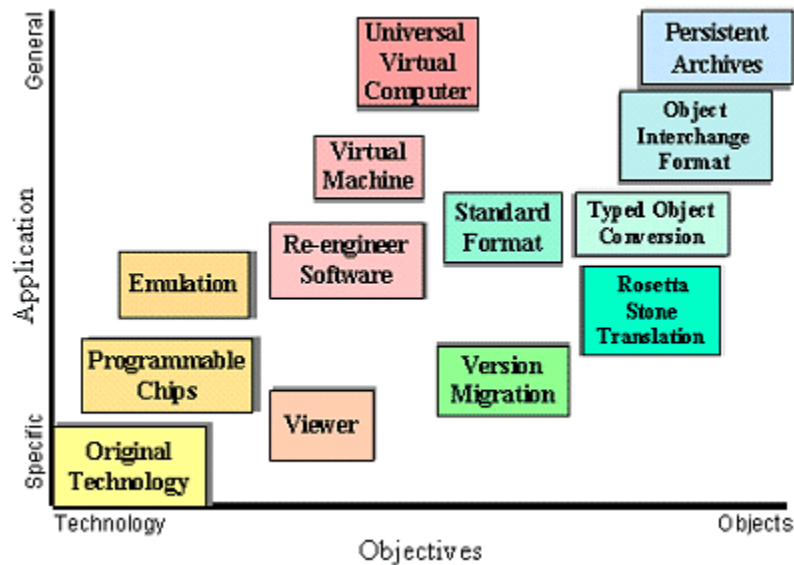 General
Universal
Virtual
Computer
Persistent
Archives
Object
Interchange
Format
Virtual
Machine
Standard
Format
Typed Object
Conversion
Re-engineer
Software
Application
Emulation
Rosetta
Stone
Translation
Programmable
Chips
Version
Migration
Viewer
Specific
Original
Technology
Technology
Objects
Objectives